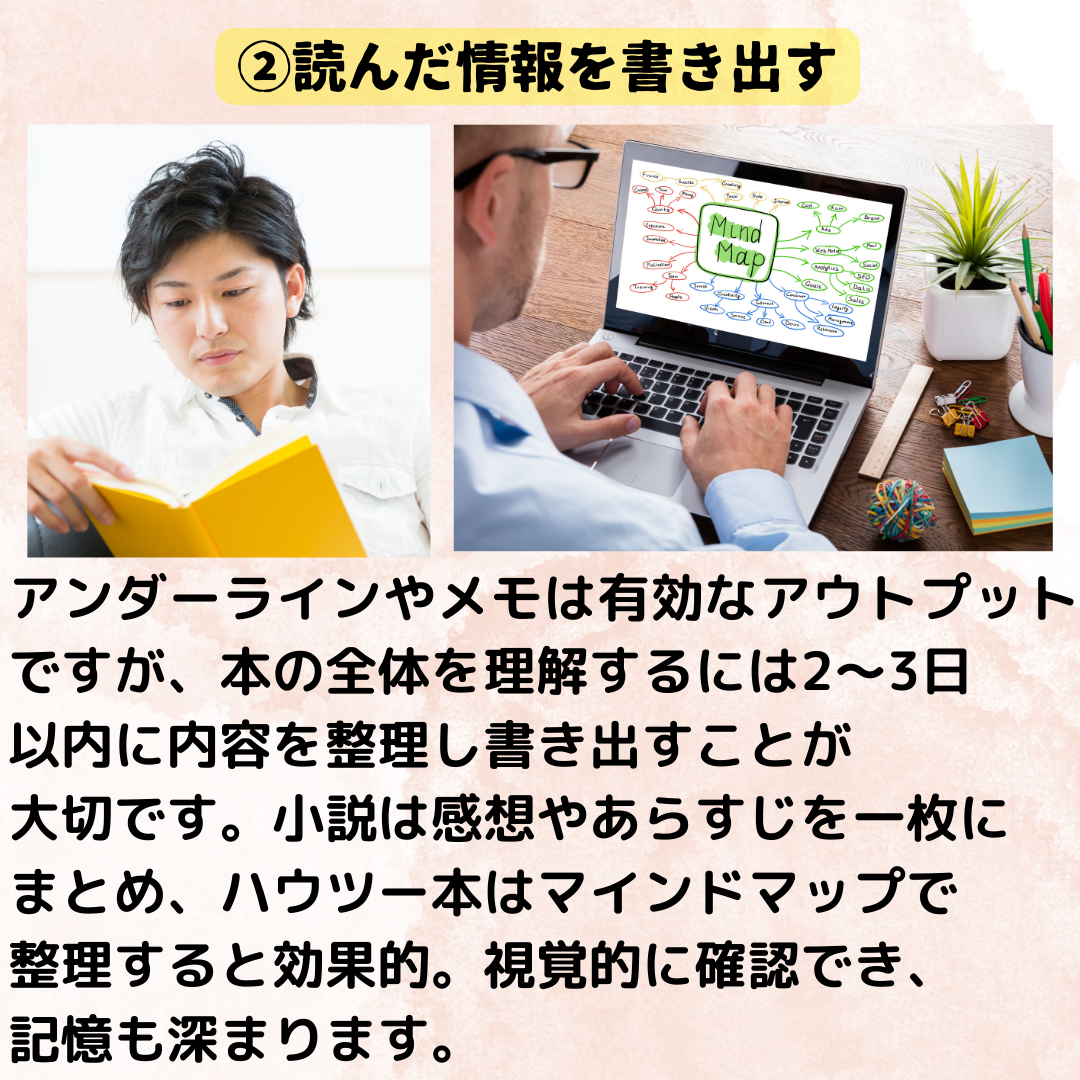 ②読んだ情報を書き出す
Mind
Map
アンダーラインやメモは有効なアウトプット
ですが、本の全体を理解するには2〜3日
以内に内容を整理し書き出すことが
大切です。小説は感想やあらすじを一枚に
まとめ、ハウツー本はマインドマップで
整理すると効果的。視覚的に確認でき、
記憶も深まります。